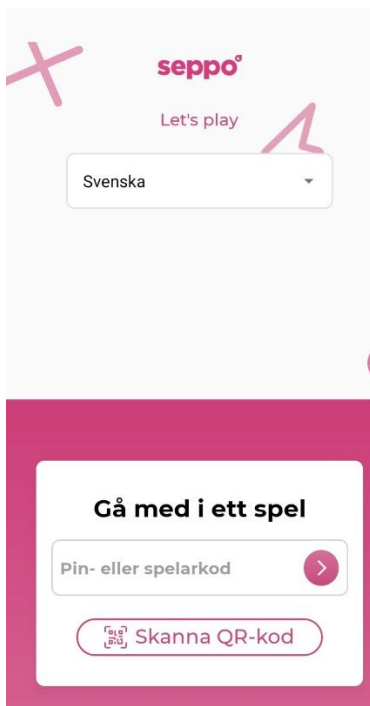 seppo
Let's play
Svenska
Gå med i ett spel
Pin- eller spelarkod
Skanna QR-kod